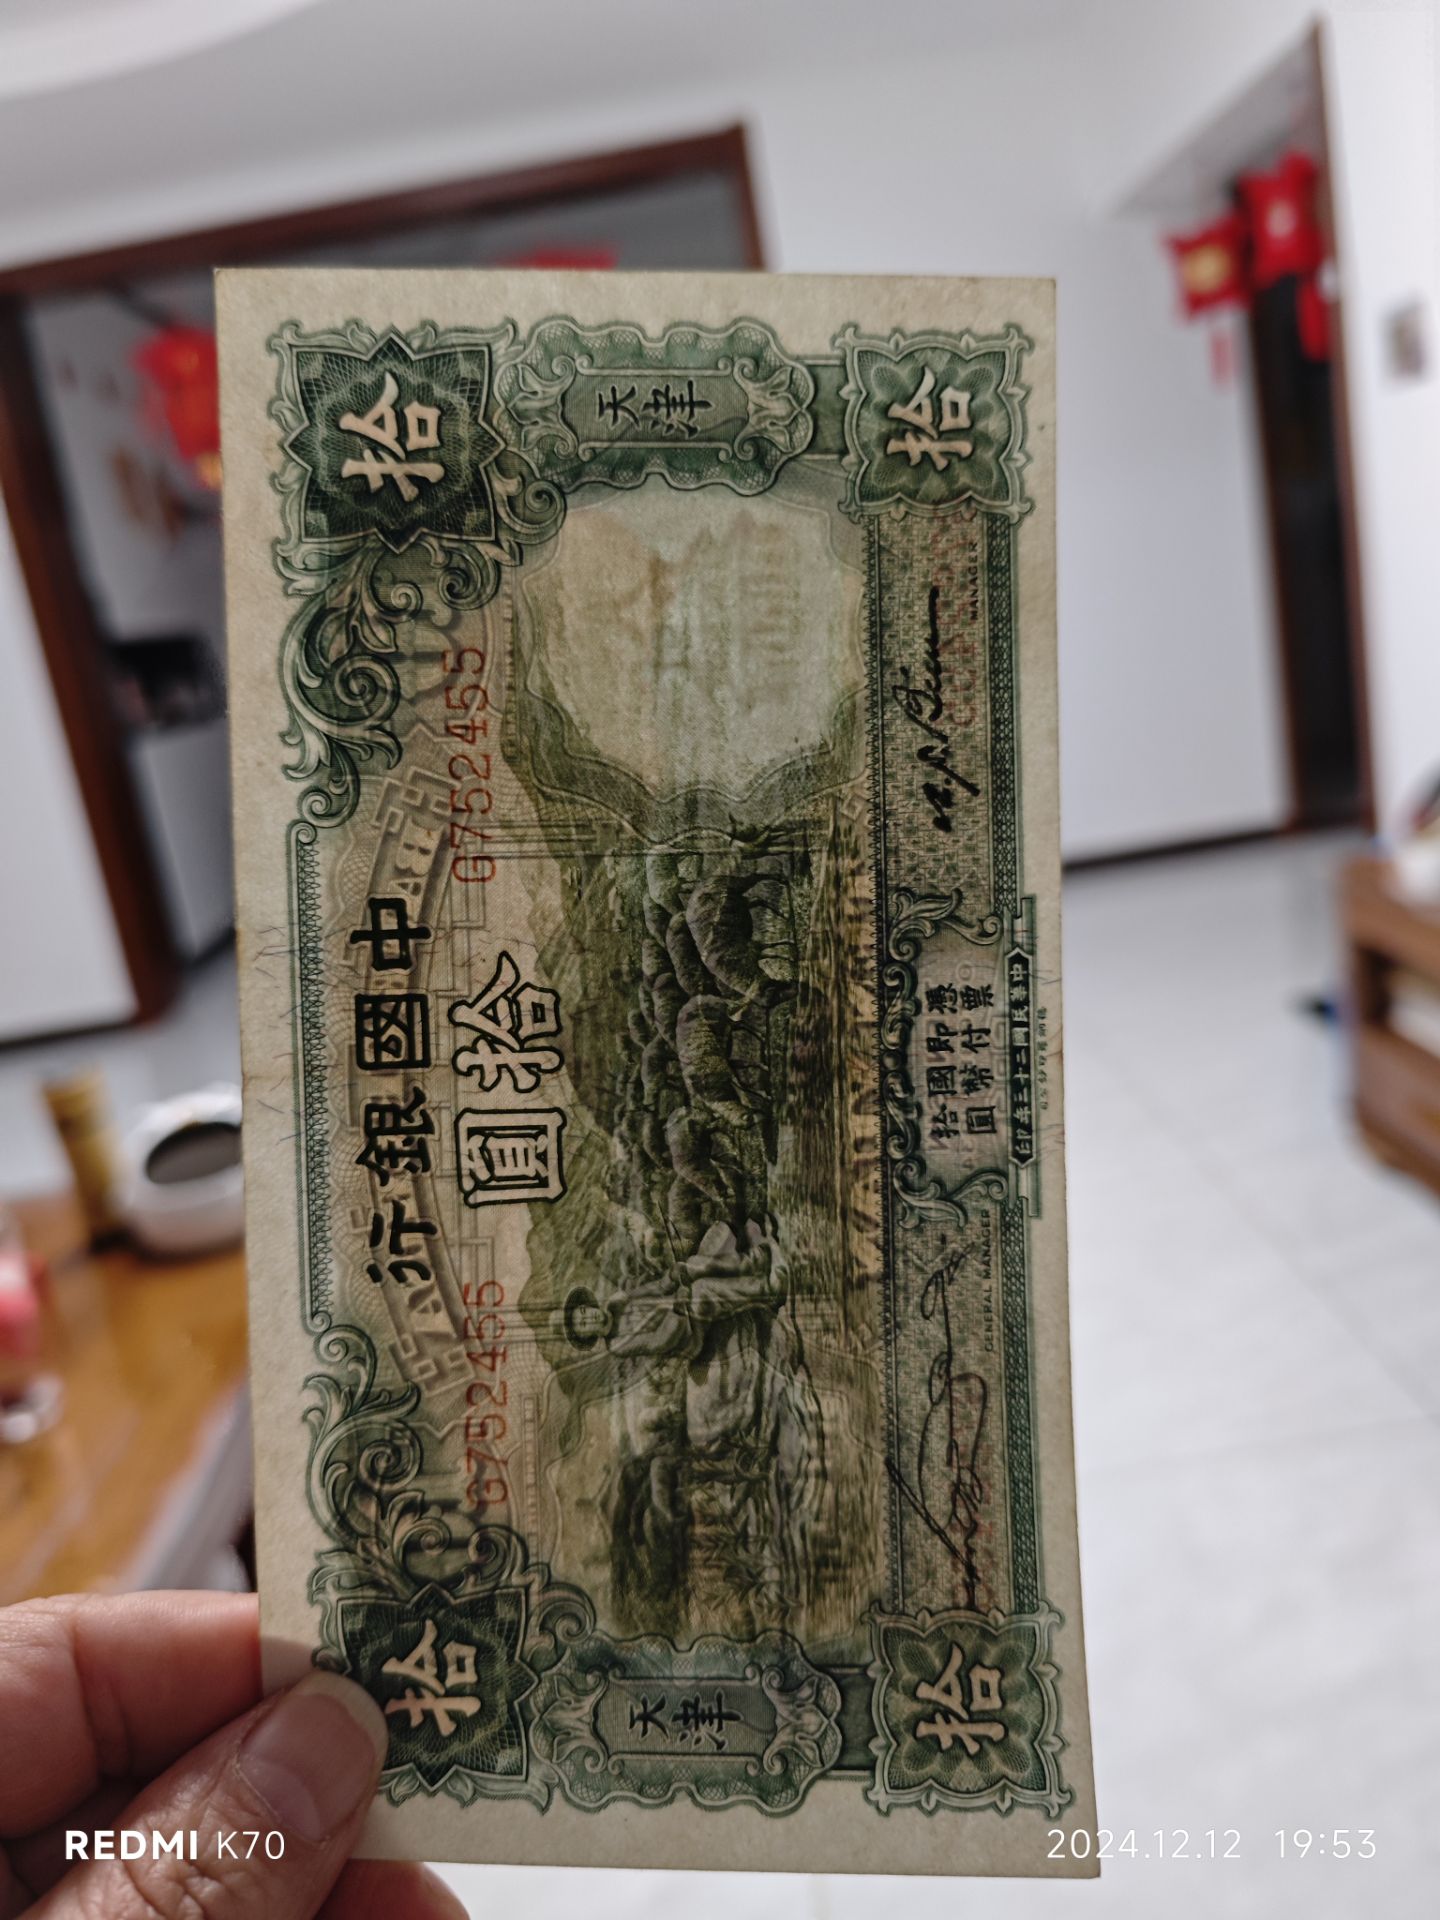 中國銀行
拾圓
G752455
G752455
拾
拾
拾
拾
天津
天津
憑票即付
國幣拾圓
GENERAL MANAGER
MANAGER
中華民國二十三年印
REDMI K70
2024.12.12 19:53